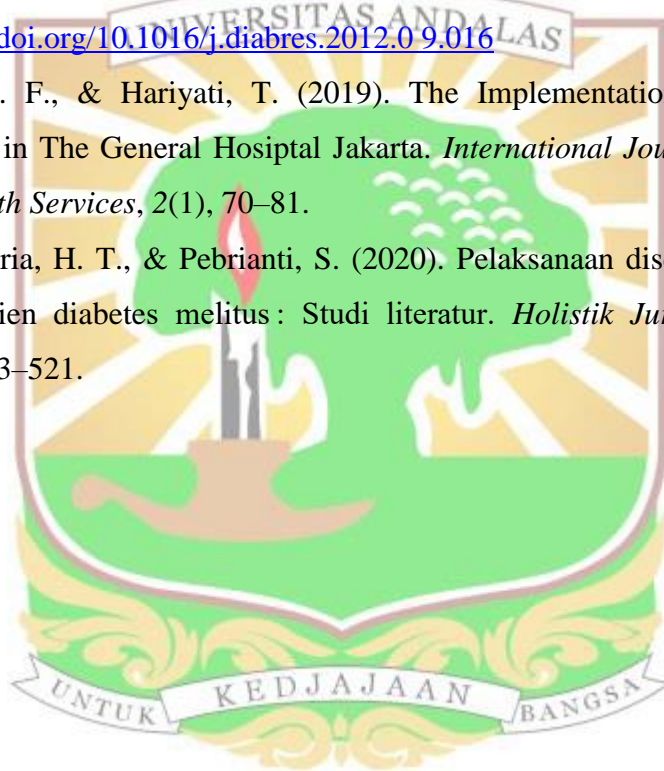 UNIVERSITAS ANDALAS
doi.org/10.1016/j.diabres.2012.0 9.016
. F., & Hariyati, T. (2019). The Implementatio
in The General Hosiptal Jakarta. International Jou
th Services, 2(1), 70–81.
ria, H. T., & Pebrianti, S. (2020). Pelaksanaan dis
ien diabetes melitus : Studi literatur. Holistik Ju
3–521.
UNTUK KEDJAJAAN BANGSA